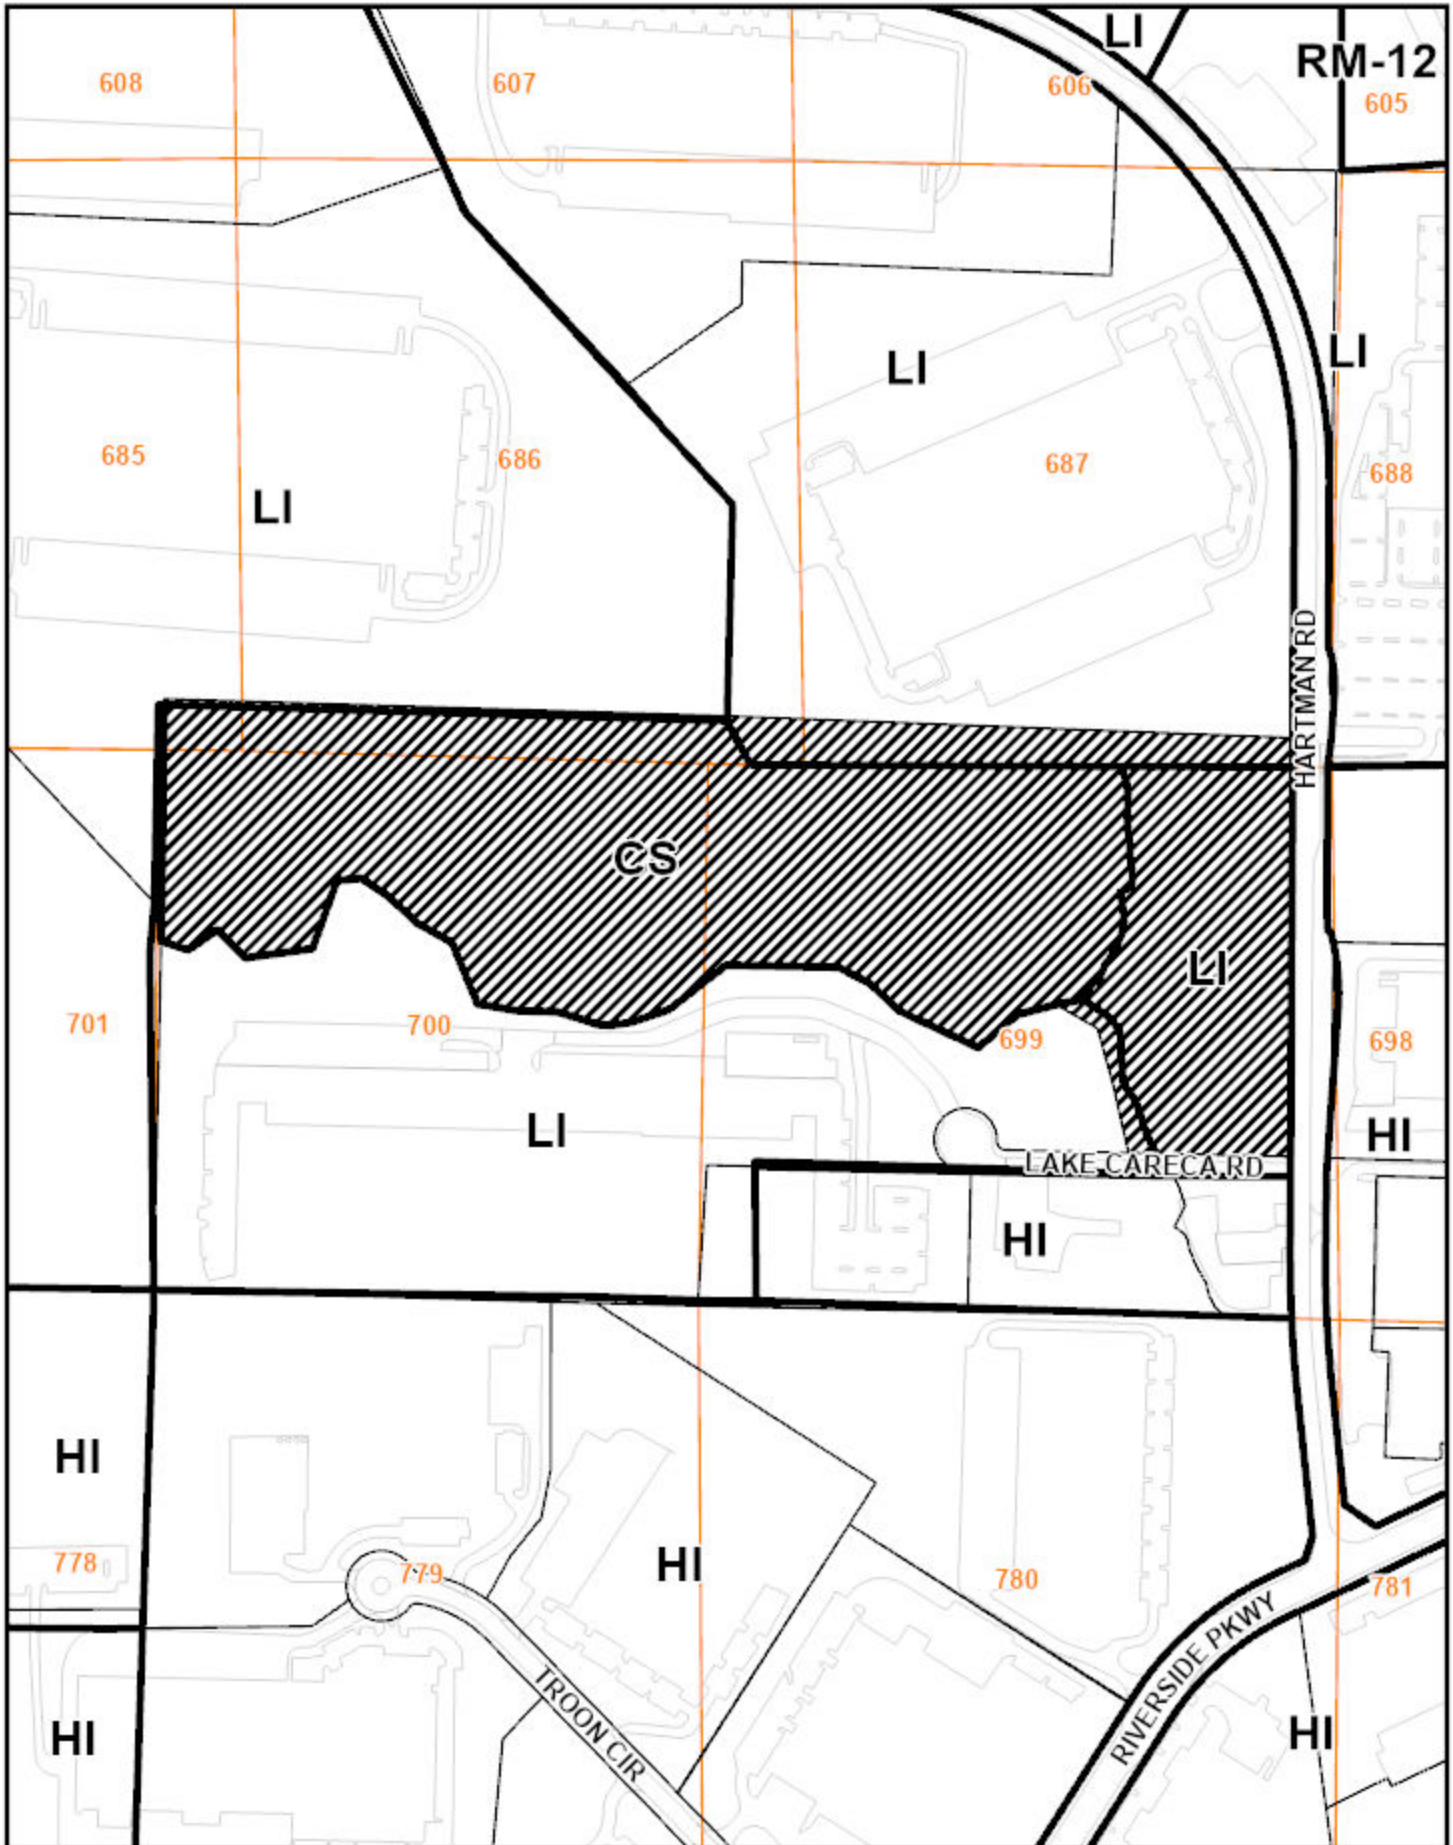 LI
RM-12
608
607
606
605
LI
LI
685
686
687
688
LI
HARTMAN RD
CS
LI
701
700
699
698
LI
HI
LAKE CARECA RD
HI
HI
HI
778
779
780
781
TROON CIR
RIVERSIDE PKWY
HI
HI